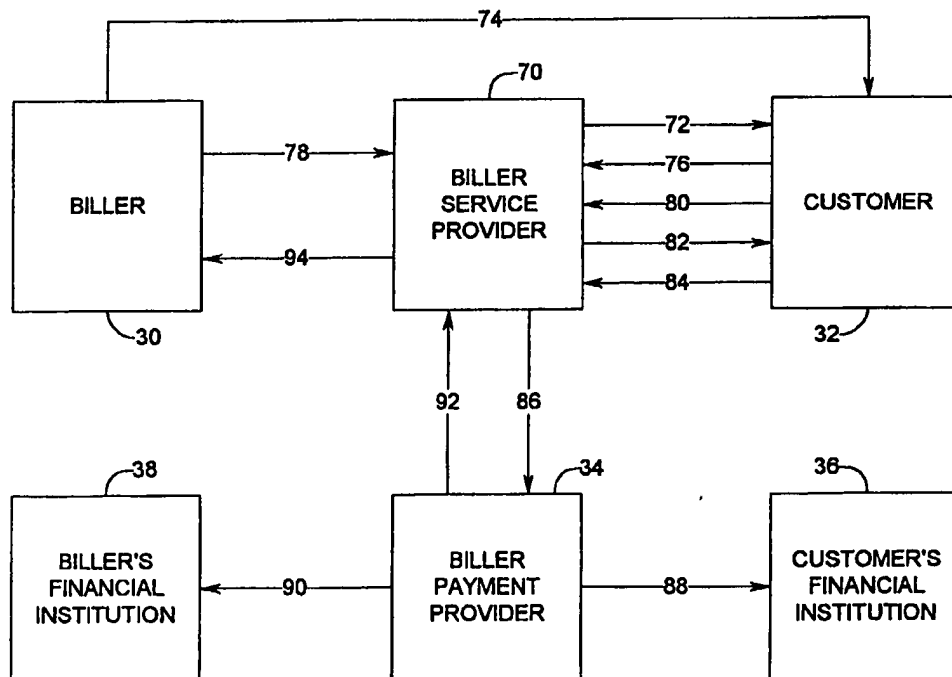 74
70
72
78
76
BILLER
BILLER
SERVICE
PROVIDER
80
CUSTOMER
82
94
84
30
32
92
86
38
34
36
BILLER'S
FINANCIAL
INSTITUTION
90
BILLER
PAYMENT
PROVIDER
88
CUSTOMER'S
FINANCIAL
INSTITUTION